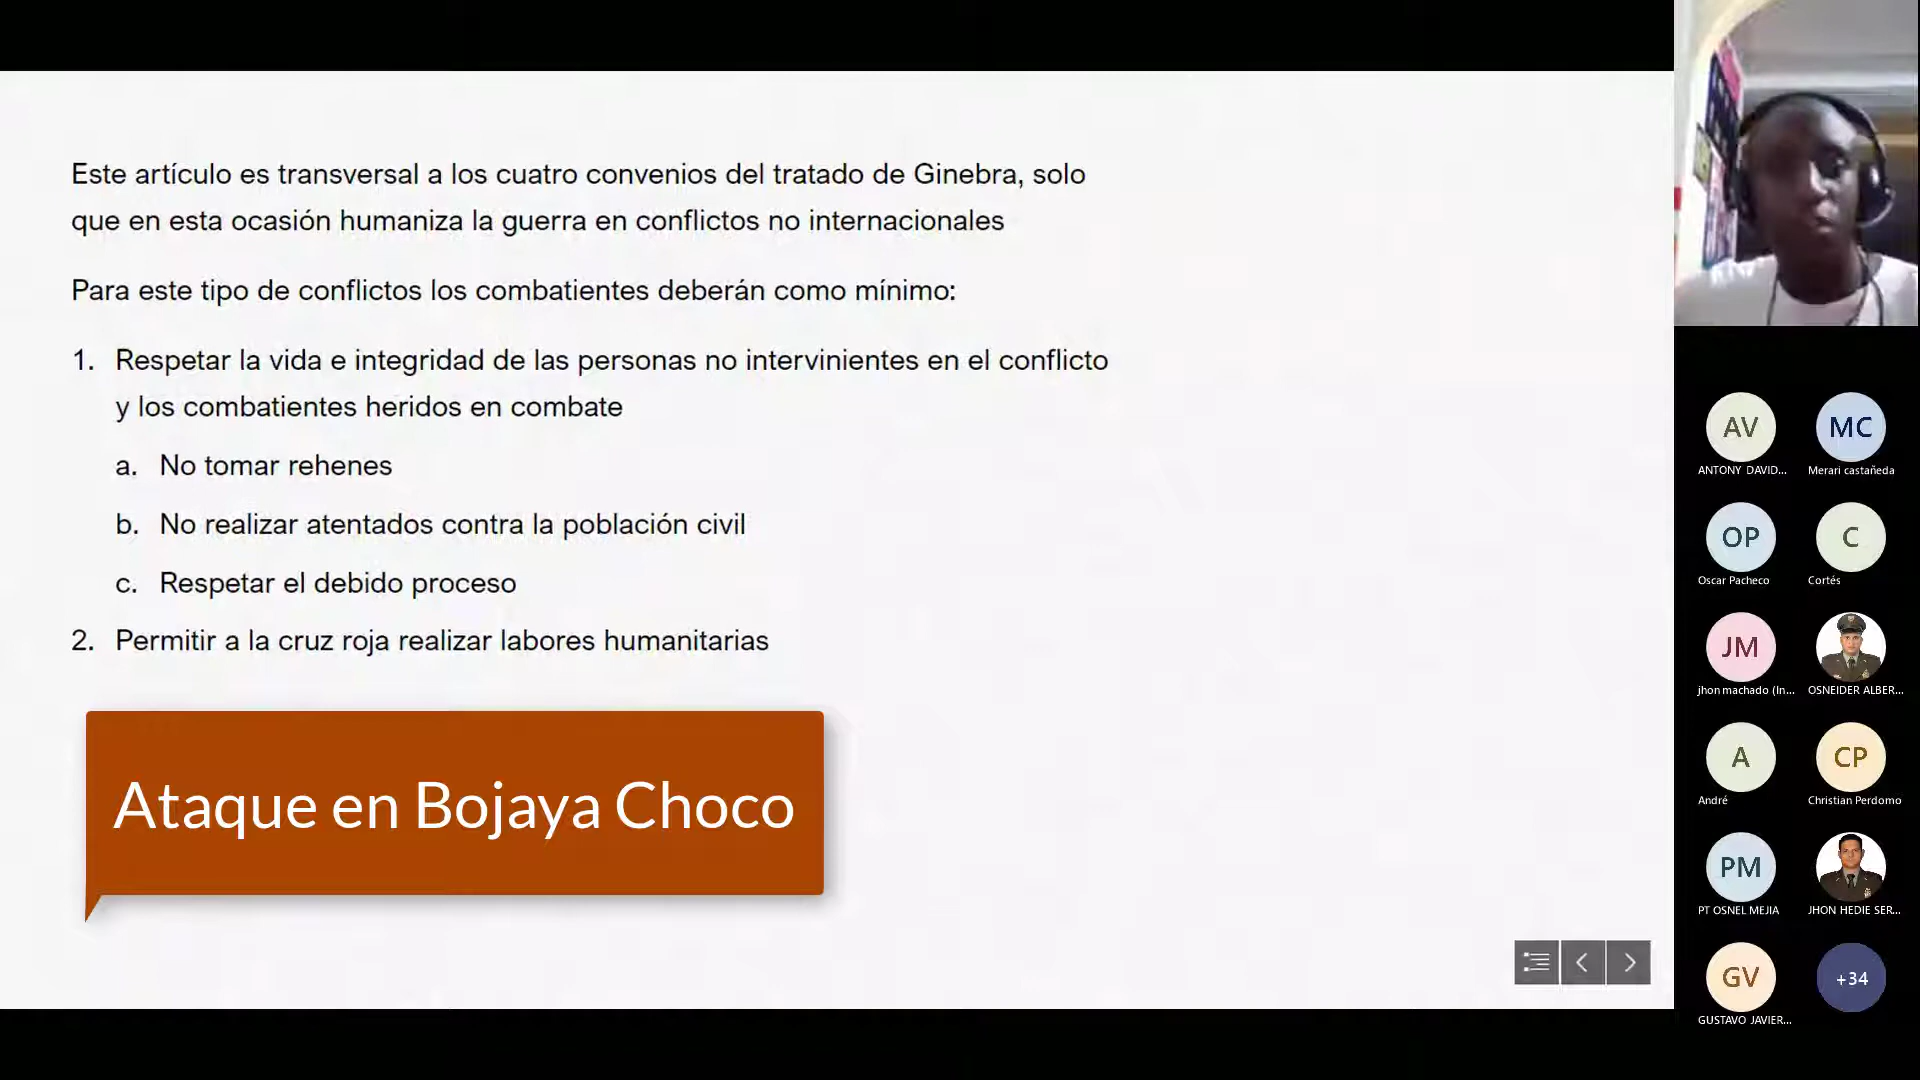 Este artículo es transversal a los cuatro convenios del tratado de Ginebra, solo
que en esta ocasión humaniza la guerra en conflictos no internacionales
Para este tipo de conflictos los combatientes deberán como mínimo:
1. Respetar la vida e integridad de las personas no intervinientes en el conflicto
y los combatientes heridos en combate
a. No tomar rehenes
b. No realizar atentados contra la población civil
c. Respetar el debido proceso
2. Permitir a la cruz roja realizar labores humanitarias
Ataque en Bojaya Choco
AV MC
ANTONY DAVID... Merari castañeda
OP C
Oscar Pacheco Cortés
JM
jhon machado (In... OSNEIDER ALBER...
A CP
André Christian Perdomo
PM
PT OSNEL MEJIA JHON HEDIE SER...
GV +34
GUSTAVO JAVIER...